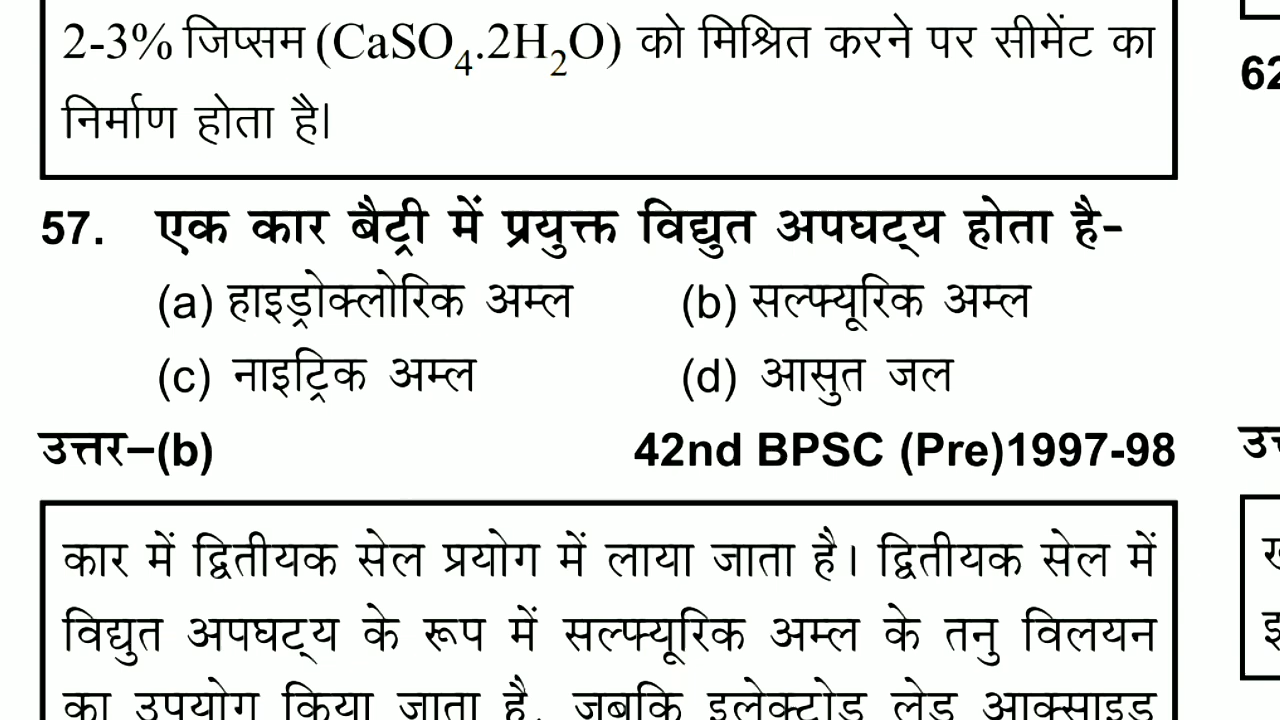 2-3% जिप्सम (CaSO₄.2H₂O) को मिश्रित करने पर सीमेंट का
निर्माण होता है।
57. एक कार बैट्री में प्रयुक्त विद्युत अपघट्य होता है-
(a) हाइड्रोक्लोरिक अम्ल (b) सल्फ्यूरिक अम्ल
(c) नाइट्रिक अम्ल (d) आसुत जल
उत्तर–(b) 42nd BPSC (Pre)1997-98
कार में द्वितीयक सेल प्रयोग में लाया जाता है। द्वितीयक सेल में
विद्युत अपघट्य के रूप में सल्फ्यूरिक अम्ल के तनु विलयन
का उपयोग किया जाता है, जबकि इलेक्ट्रोड लेड आक्साइड
62